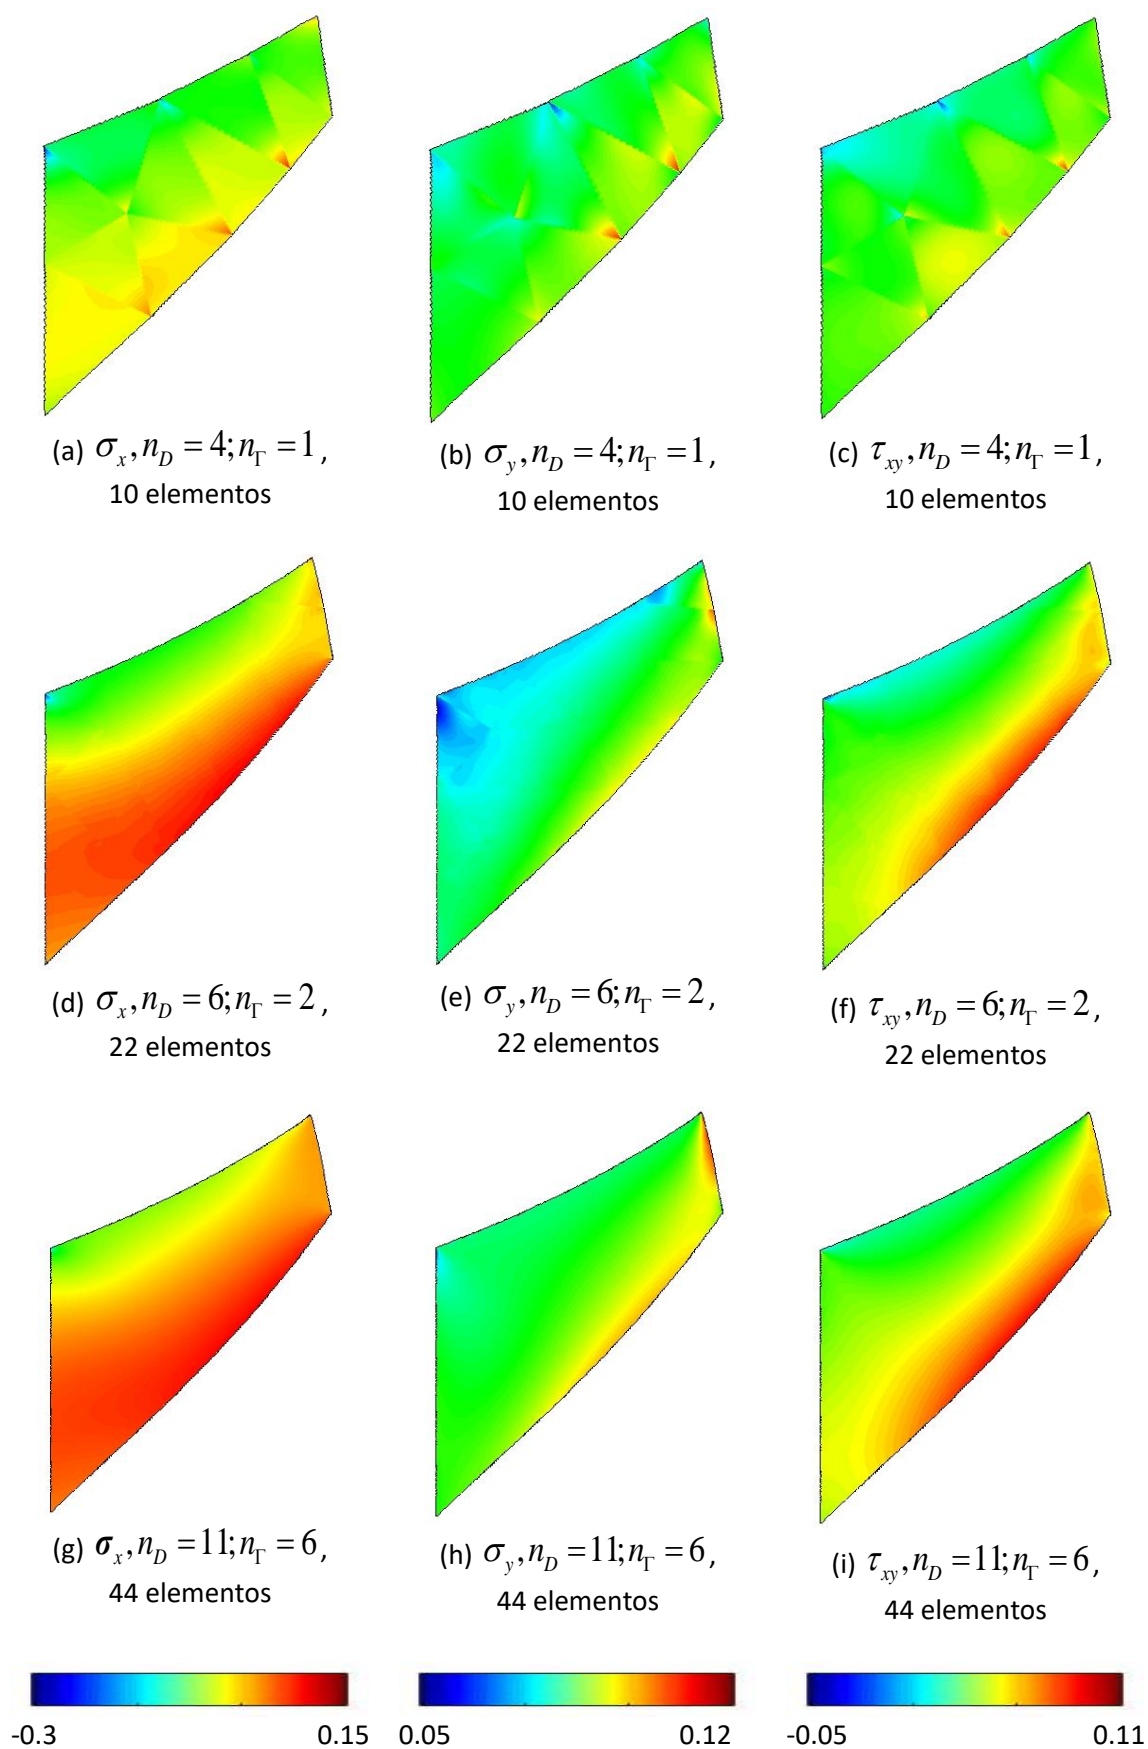 (a) σx, nD = 4; nΓ = 1,
10 elementos
(b) σy, nD = 4; nΓ = 1,
10 elementos
(c) τxy, nD = 4; nΓ = 1,
10 elementos
(d) σx, nD = 6; nΓ = 2,
22 elementos
(e) σy, nD = 6; nΓ = 2,
22 elementos
(f) τxy, nD = 6; nΓ = 2,
22 elementos
(g) σx, nD = 11; nΓ = 6,
44 elementos
(h) σy, nD = 11; nΓ = 6,
44 elementos
(i) τxy, nD = 11; nΓ = 6,
44 elementos
-0.3 0.15
0.05 0.12
-0.05 0.11